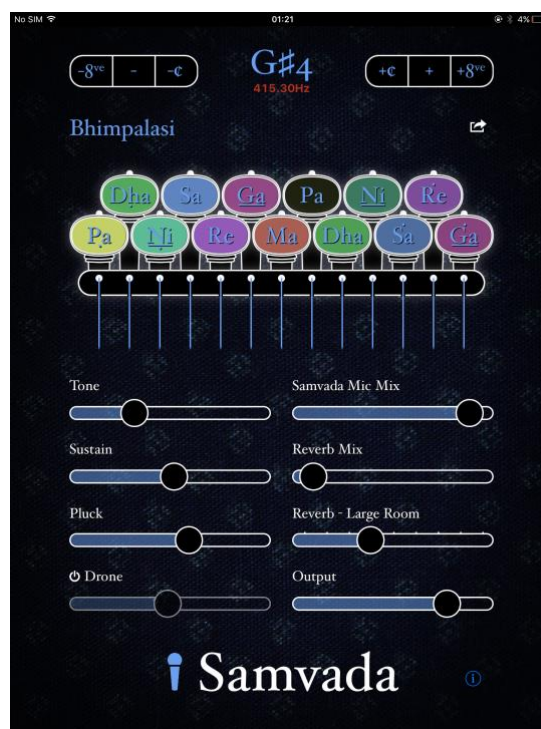 No SIM 01:21 4%
-8ve - -¢ G♯4 +¢ + +8ve
415.30Hz
Bhimpalasi
Dha Sa Ga Pa Ni Re
Pa Ni Re Ma Dha Sa Ga
Tone Samvada Mic Mix
Sustain Reverb Mix
Pluck Reverb - Large Room
Drone Output
Samvada